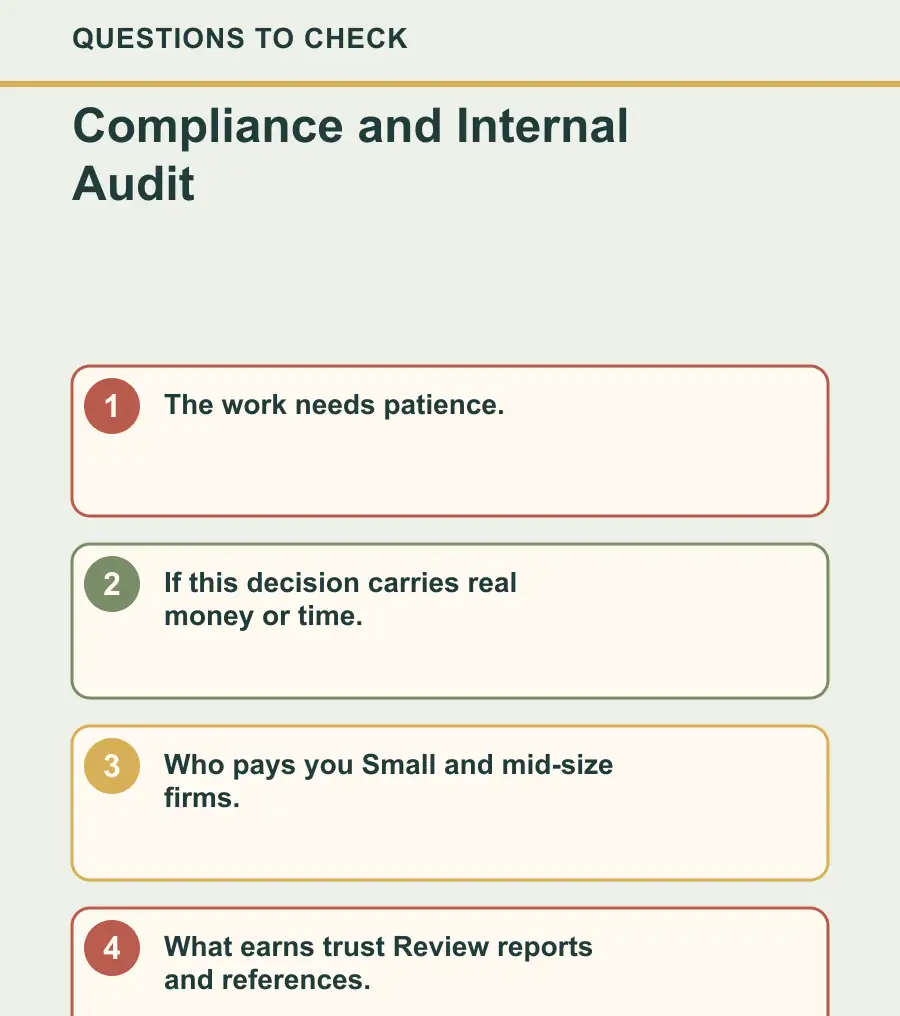 QUESTIONS TO CHECK
Compliance and Internal
Audit
1
The work needs patience.
2
If this decision carries real
money or time.
3
Who pays you Small and mid-size
firms.
4
What earns trust Review reports
and references.